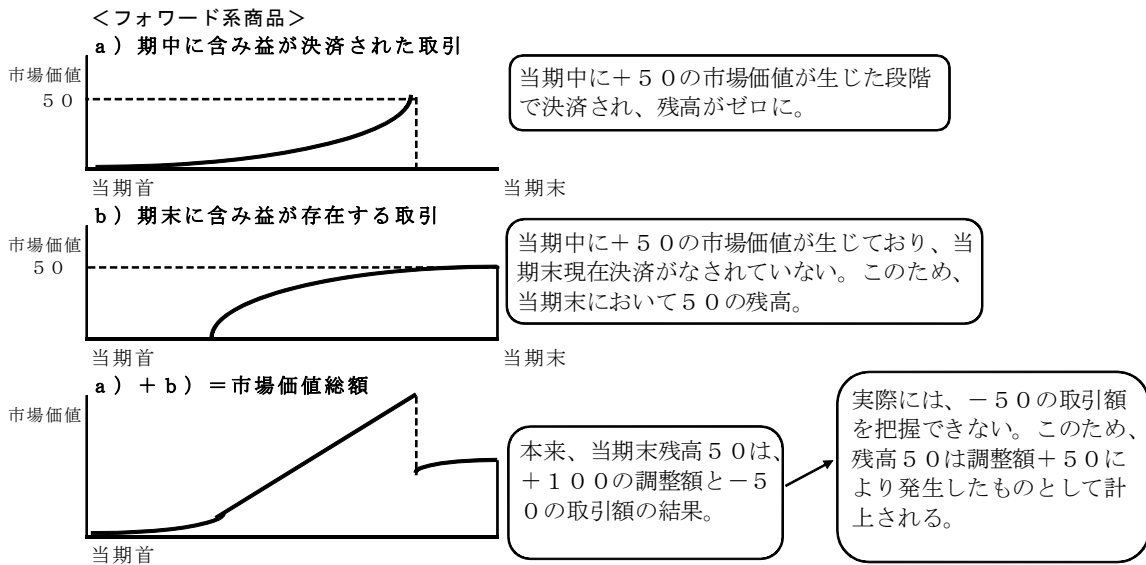 ＜フォワード系商品＞
ａ）期中に含み益が決済された取引
市場価値
５０
当期中に＋５０の市場価値が生じた段階
で決済され、残高がゼロに。
当期首
当期末
ｂ）期末に含み益が存在する取引
市場価値
５０
当期中に＋５０の市場価値が生じており、当
期末現在決済がなされていない。このため、
当期末において５０の残高。
当期首
当期末
ａ）＋ｂ）＝市場価値総額
市場価値
本来、当期末残高５０は、
＋１００の調整額と－５
０の取引額の結果。
実際には、－５０の取引額
を把握できない。このため、
残高５０は調整額＋５０に
より発生したものとして計
上される。
当期首